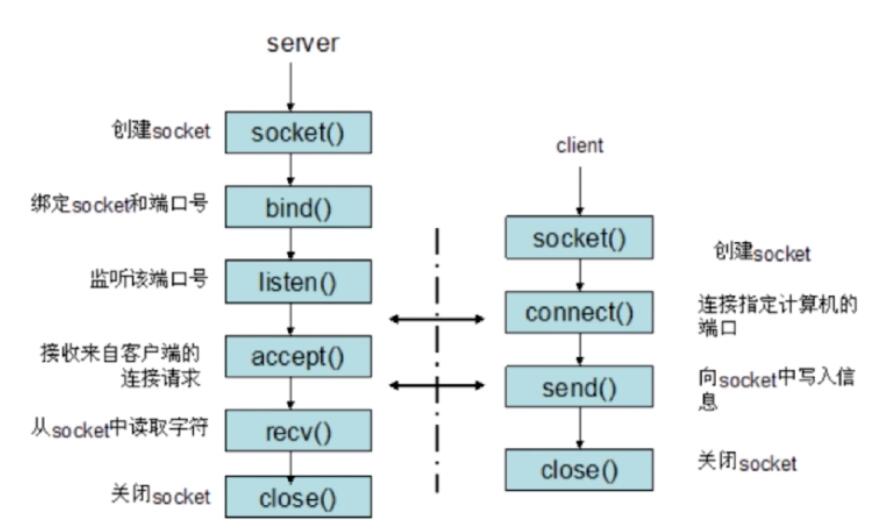 server
创建socket
socket()
绑定socket和端口号
bind()
监听该端口号
listen()
接收来自客户端的
连接请求
accept()
从socket中读取字符
recv()
关闭socket
close()
client
socket()
创建socket
connect()
连接指定计算机的
端口
send()
向socket中写入信
息
close()
关闭socket